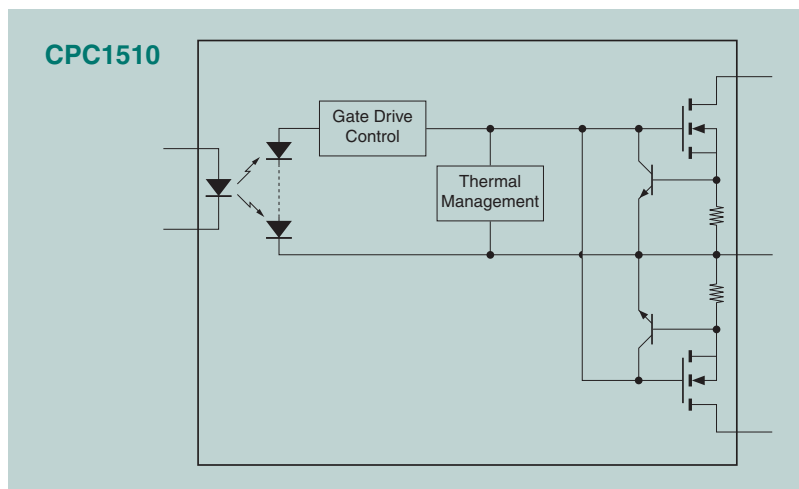 CPC1510
Gate Drive
Control
Thermal
Management